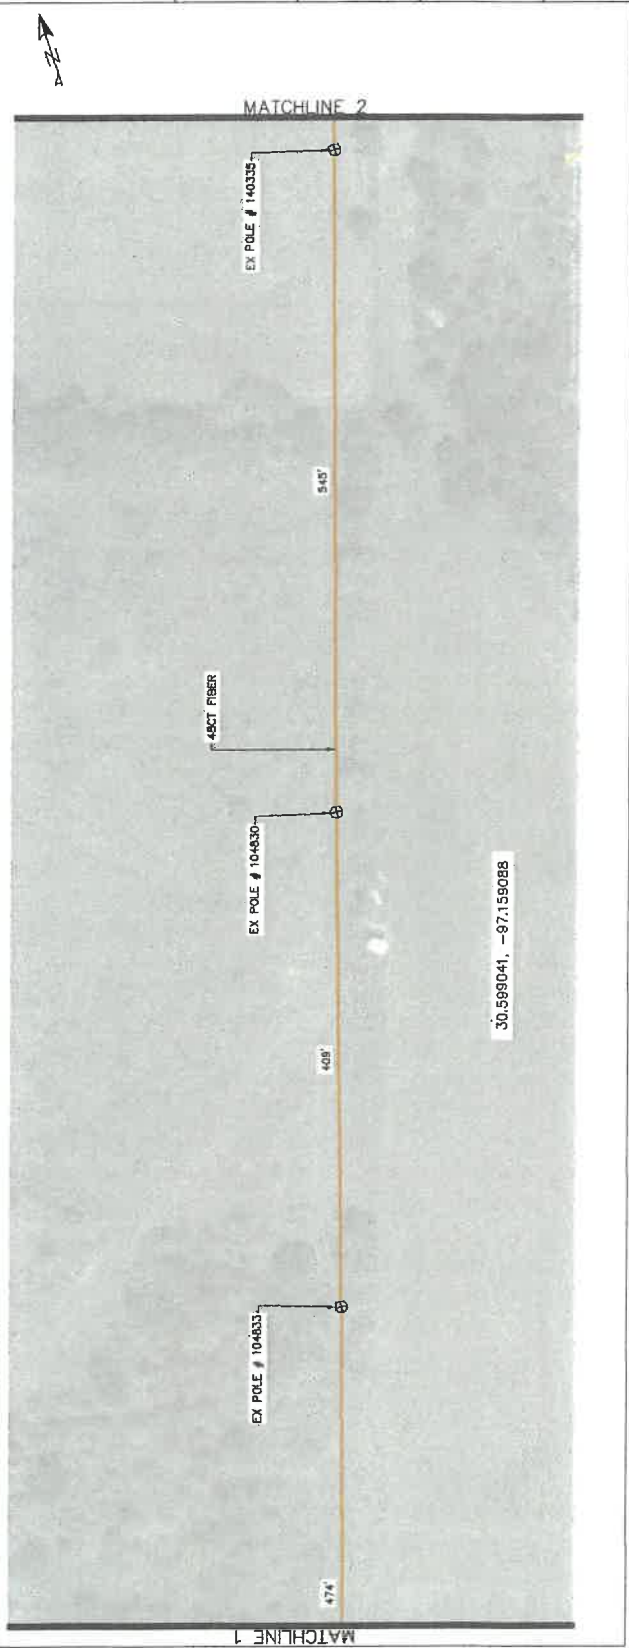 N
MATCHLINE 2
EX POLE # 140335
545'
48CT FIBER
EX POLE # 104830
30.599041, -97.159088
409'
EX POLE # 104833
474'
MATCHLINE 1